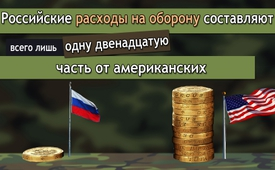 Российские расходы на оборону составляют
всего лишь одну двенадцатую
часть от американских